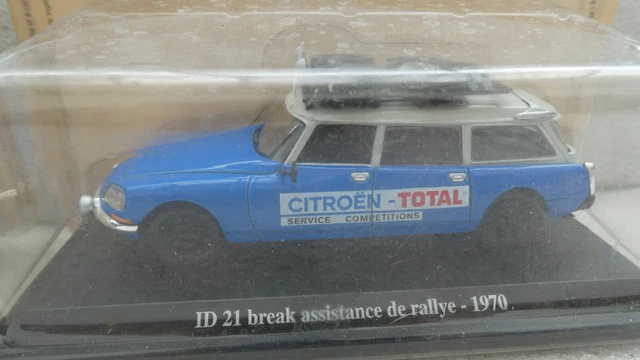 CITROËN - TOTAL
SERVICE COMPETITIONS
ID 21 break assistance de rallye - 1970